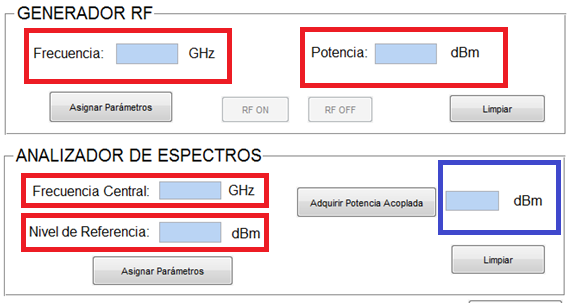 GENERADOR RF
Frecuencia: GHz Potencia: dBm
Asignar Parámetros RF ON RF OFF Limpiar
ANALIZADOR DE ESPECTROS
Frecuencia Central: GHz Adquirir Potencia Acoplada dBm
Nivel de Referencia: dBm
Asignar Parámetros Limpiar